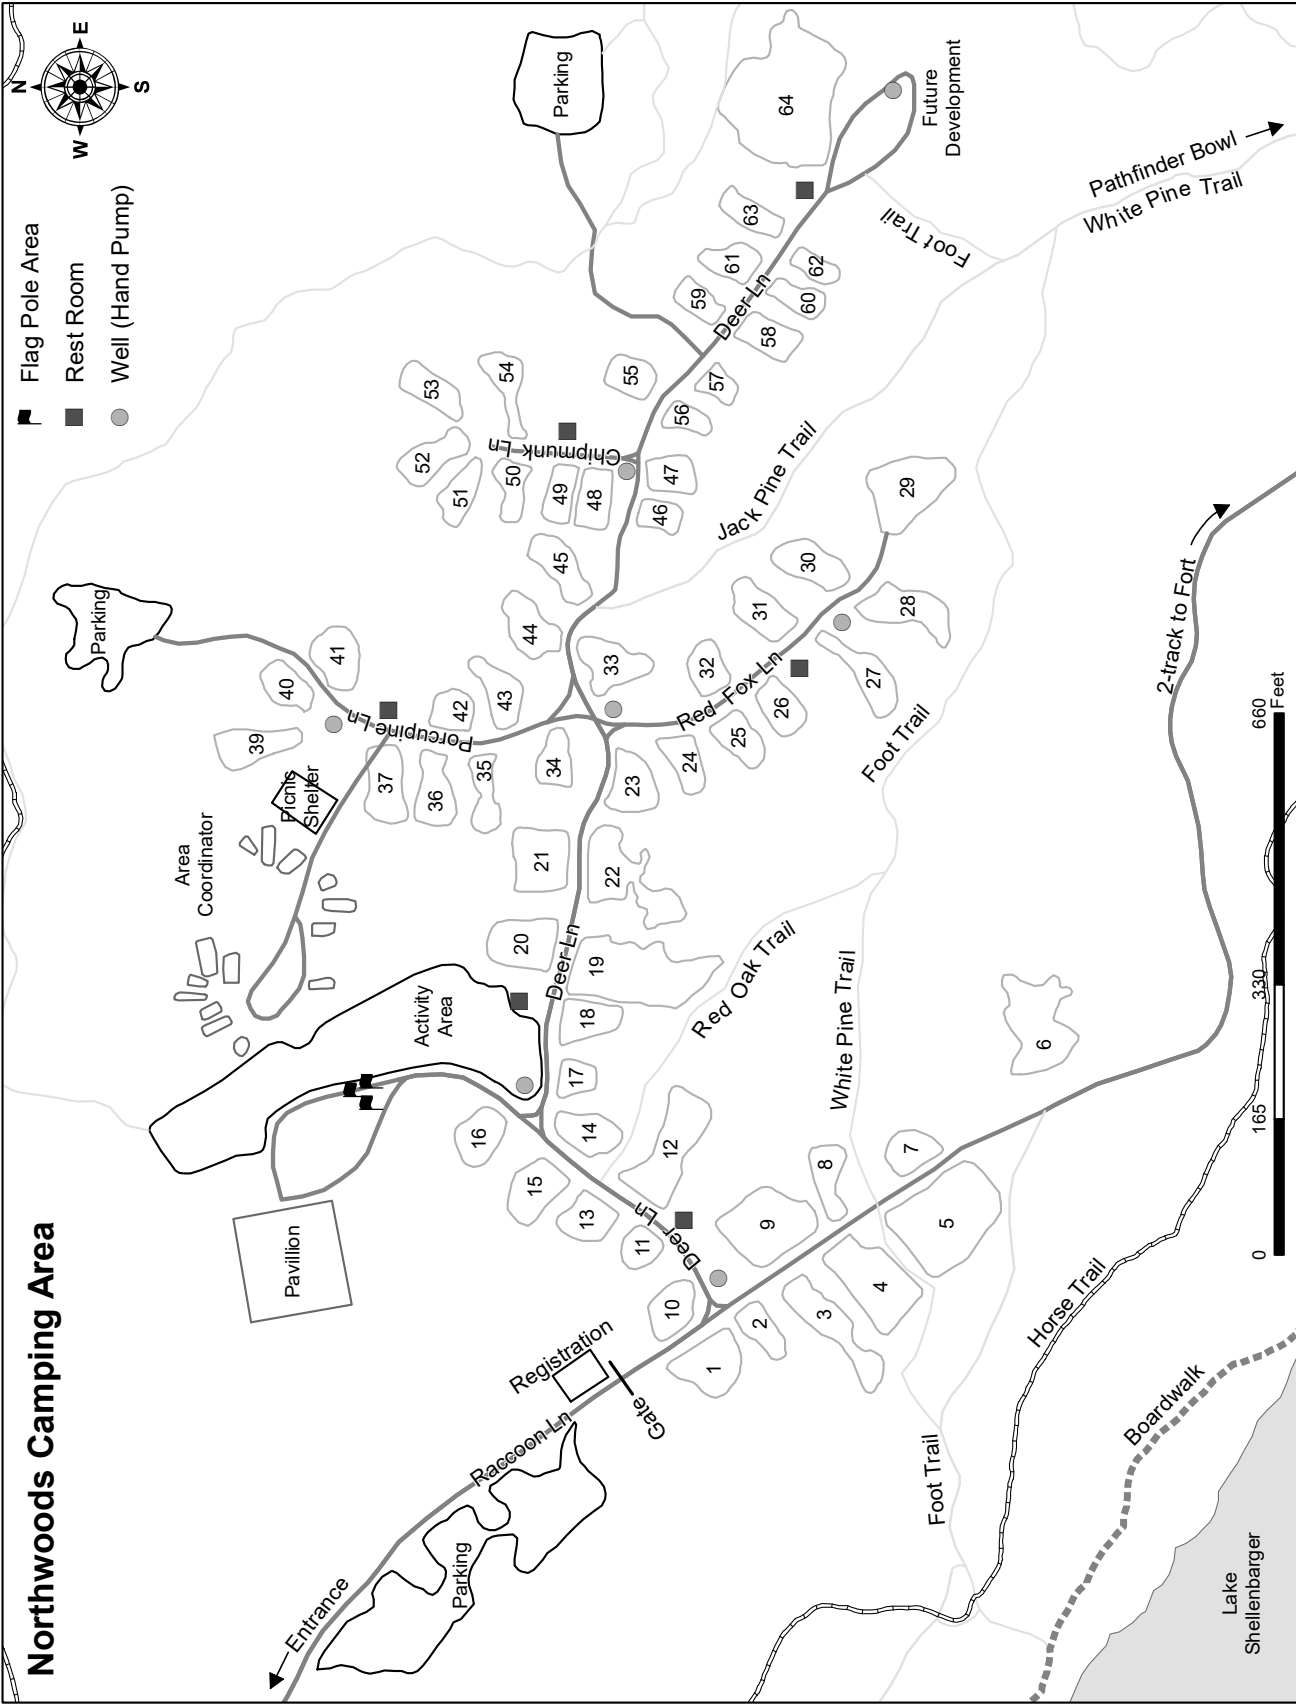 Northwoods Camping Area
N
E
S
W
Flag Pole Area
Rest Room
Well (Hand Pump)
Entrance
Parking
Raccoon Ln
Registration
Gate
Pavillion
Activity
Area
Area
Coordinator
Picnic
Shelter
Parking
Parking
Porcupine Ln
Chipmunk Ln
Deer Ln
Deer Ln
Deer Ln
Red Fox Ln
Future
Development
Foot Trail
Pathfinder Bowl
White Pine Trail
Jack Pine Trail
Red Oak Trail
White Pine Trail
Foot Trail
Foot Trail
2-track to Fort
Horse Trail
Boardwalk
Lake
Shellenbarger
1
2
3
4
5
6
7
8
9
10
11
12
13
14
15
16
17
18
19
20
21
22
23
24
25
26
27
28
29
30
31
32
33
34
35
36
37
39
40
41
42
43
44
45
46
47
48
49
50
51
52
53
54
55
56
57
58
59
60
61
62
63
64
0
165
330
660
Feet